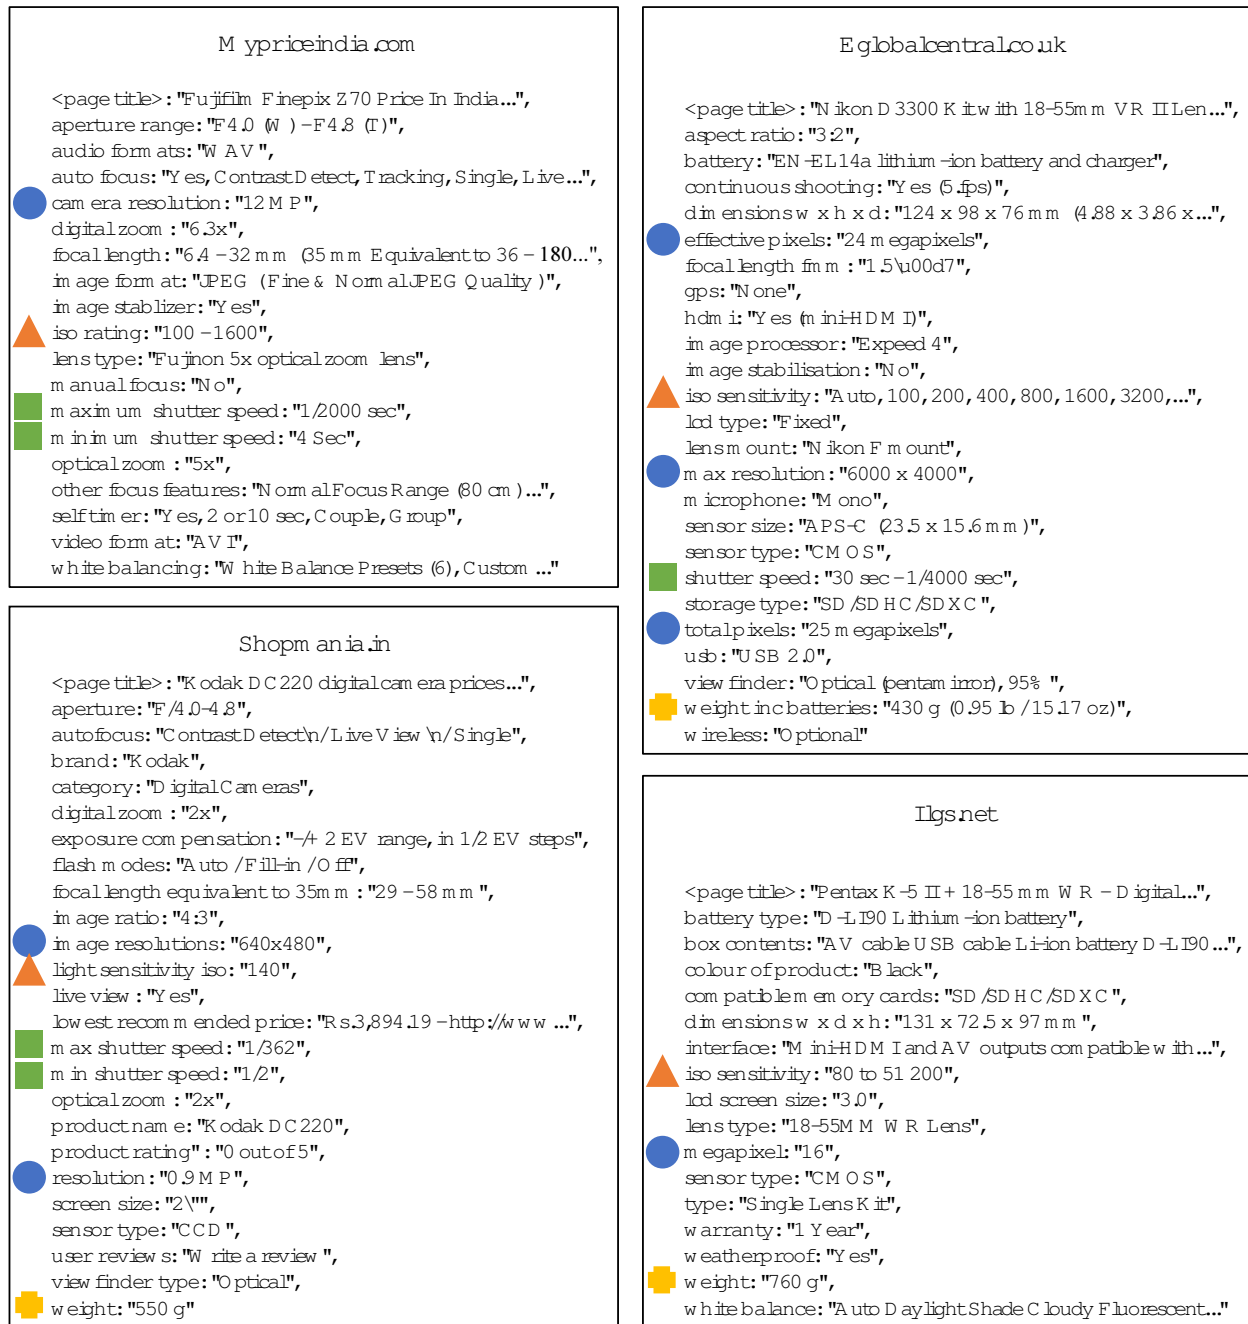 Mypriceindia.com
<page title>: "Fujifilm Finepix Z70 Price In India...",
aperture range: "F4.0 (W) – F4.8 (T)",
audio formats: "WAV",
auto focus: "Yes, Contrast Detect, Tracking, Single, Live...",
camera resolution: "12 MP",
digital zoom: "6.3x",
focal length: "6.4 – 32 mm (35 mm Equivalent to 36 – 180...",
image format: "JPEG (Fine & Normal JPEG Quality)",
image stablizer: "Yes",
iso rating: "100 – 1600",
lens type: "Fujinon 5x optical zoom lens",
manual focus: "No",
maximum shutter speed: "1/2000 sec",
minimum shutter speed: "4 Sec",
optical zoom: "5x",
other focus features: "Normal Focus Range (80 cm)...",
self timer: "Yes, 2 or 10 sec, Couple, Group",
video format: "AVI",
white balancing: "White Balance Presets (6), Custom ..."
Shopmania.in
<page title>: "Kodak DC220 digital camera prices...",
aperture: "F/4.0-4.8",
autofocus: "Contrast Detect\n/ Live View\n/ Single",
brand: "Kodak",
category: "Digital Cameras",
digital zoom: "2x",
exposure compensation: "-/+ 2 EV range, in 1/2 EV steps",
flash modes: "Auto / Fill-in / Off",
focal length equivalent to 35mm: "29 – 58 mm",
image ratio: "4:3",
image resolutions: "640x480",
light sensitivity iso: "140",
live view: "Yes",
lowest recommended price: "Rs.3,894.19 – http://www ...",
max shutter speed: "1/362",
min shutter speed: "1/2",
optical zoom: "2x",
product name: "Kodak DC220",
product rating": "0 out of 5",
resolution: "0.9 MP",
screen size: "2\"",
sensor type: "CCD",
user reviews: "Write a review",
viewfinder type: "Optical",
weight: "550 g"
Eglobalcentral.co.uk
<page title>: "Nikon D3300 Kit with 18-55mm VR II Len...",
aspect ratio: "3:2",
battery: "EN-EL14a lithium-ion battery and charger",
continuous shooting: "Yes (5.fps)",
dimensions w x h x d: "124 x 98 x 76 mm (4.88 x 3.86 x...",
effective pixels: "24 megapixels",
focal length fmm: "1.5\u00d7",
gps: "None",
hdmi: "Yes (mini-HDMI)",
image processor: "Expeed 4",
image stabilisation: "No",
iso sensitivity: "Auto, 100, 200, 400, 800, 1600, 3200,...",
lcd type: "Fixed",
lens mount: "Nikon F mount",
max resolution: "6000 x 4000",
microphone: "Mono",
sensor size: "APS-C (23.5 x 15.6 mm)",
sensor type: "CMOS",
shutter speed: "30 sec – 1/4000 sec",
storage type: "SD/SDHC/SDXC",
total pixels: "25 megapixels",
usb: "USB 2.0",
viewfinder: "Optical (pentamirror), 95%",
weight inc batteries: "430 g (0.95 lb / 15.17 oz)",
wireless: "Optional"
Ilgs.net
<page title>: "Pentax K-5 II + 18-55 mm WR – Digital...",
battery type: "D-LI90 Lithium-ion battery",
box contents: "AV cable USB cable Li-ion battery D-LI90...",
colour of product: "Black",
compatible memory cards: "SD/SDHC/SDXC",
dimensions w x d x h: "131 x 72.5 x 97 mm",
interface: "Mini-HDMI and AV outputs compatible with...",
iso sensitivity: "80 to 51 200",
lcd screen size: "3.0",
lens type: "18-55MM WR Lens",
megapixel: "16",
sensor type: "CMOS",
type: "Single Lens Kit",
warranty: "1 Year",
weatherproof: "Yes",
weight: "760 g",
white balance: "Auto Daylight Shade Cloudy Fluorescent..."